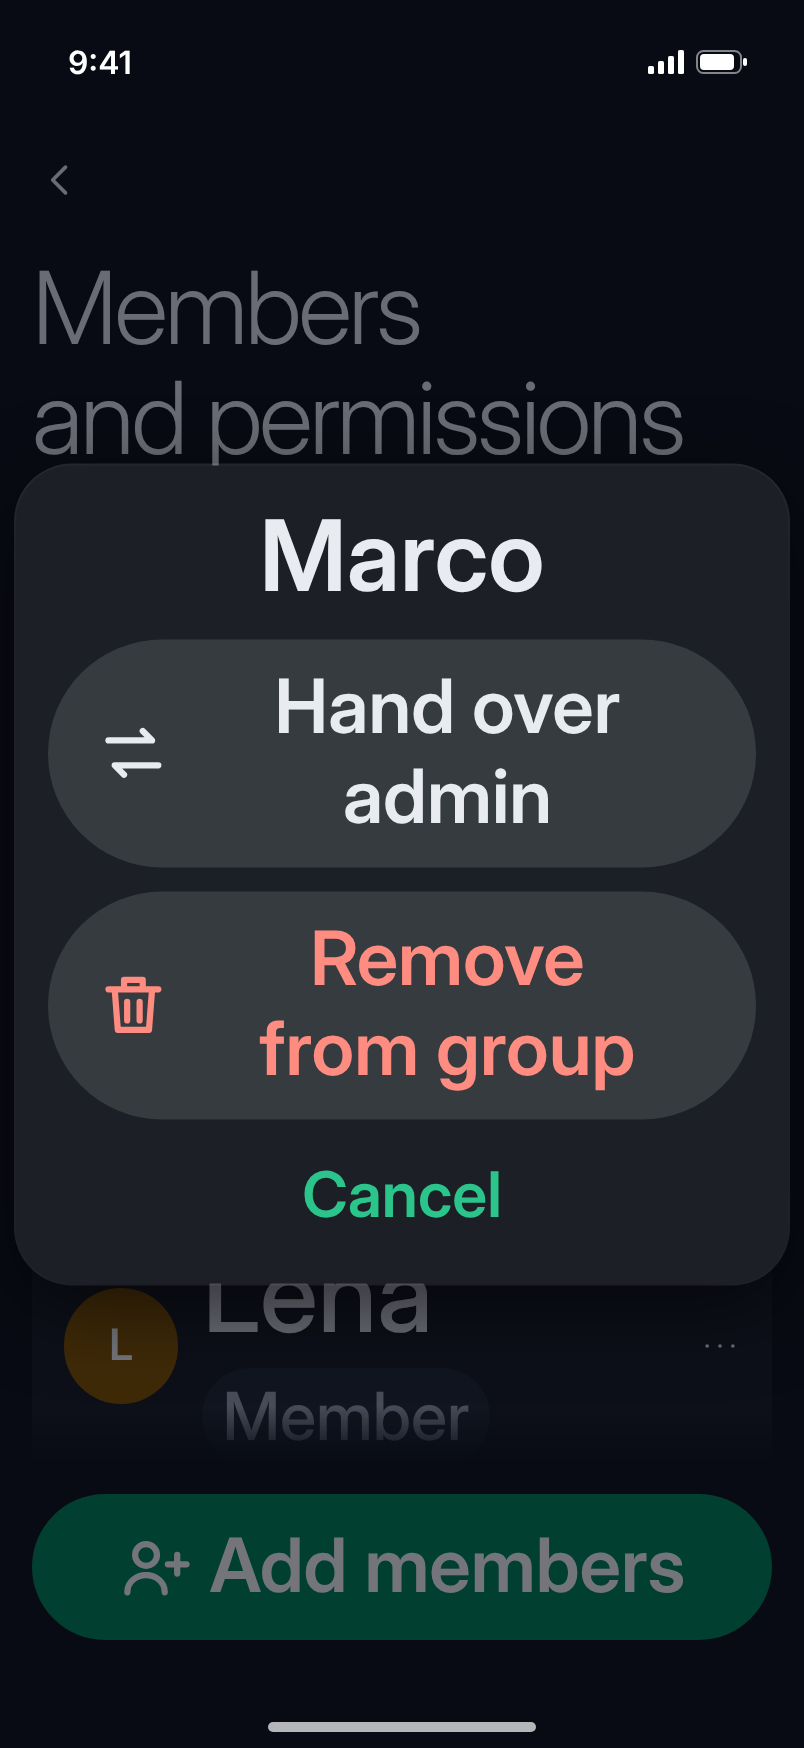 9:41
Members
and permissions
Marco
Hand over
admin
Remove
from group
Cancel
L
Lena
...
Member
Add members